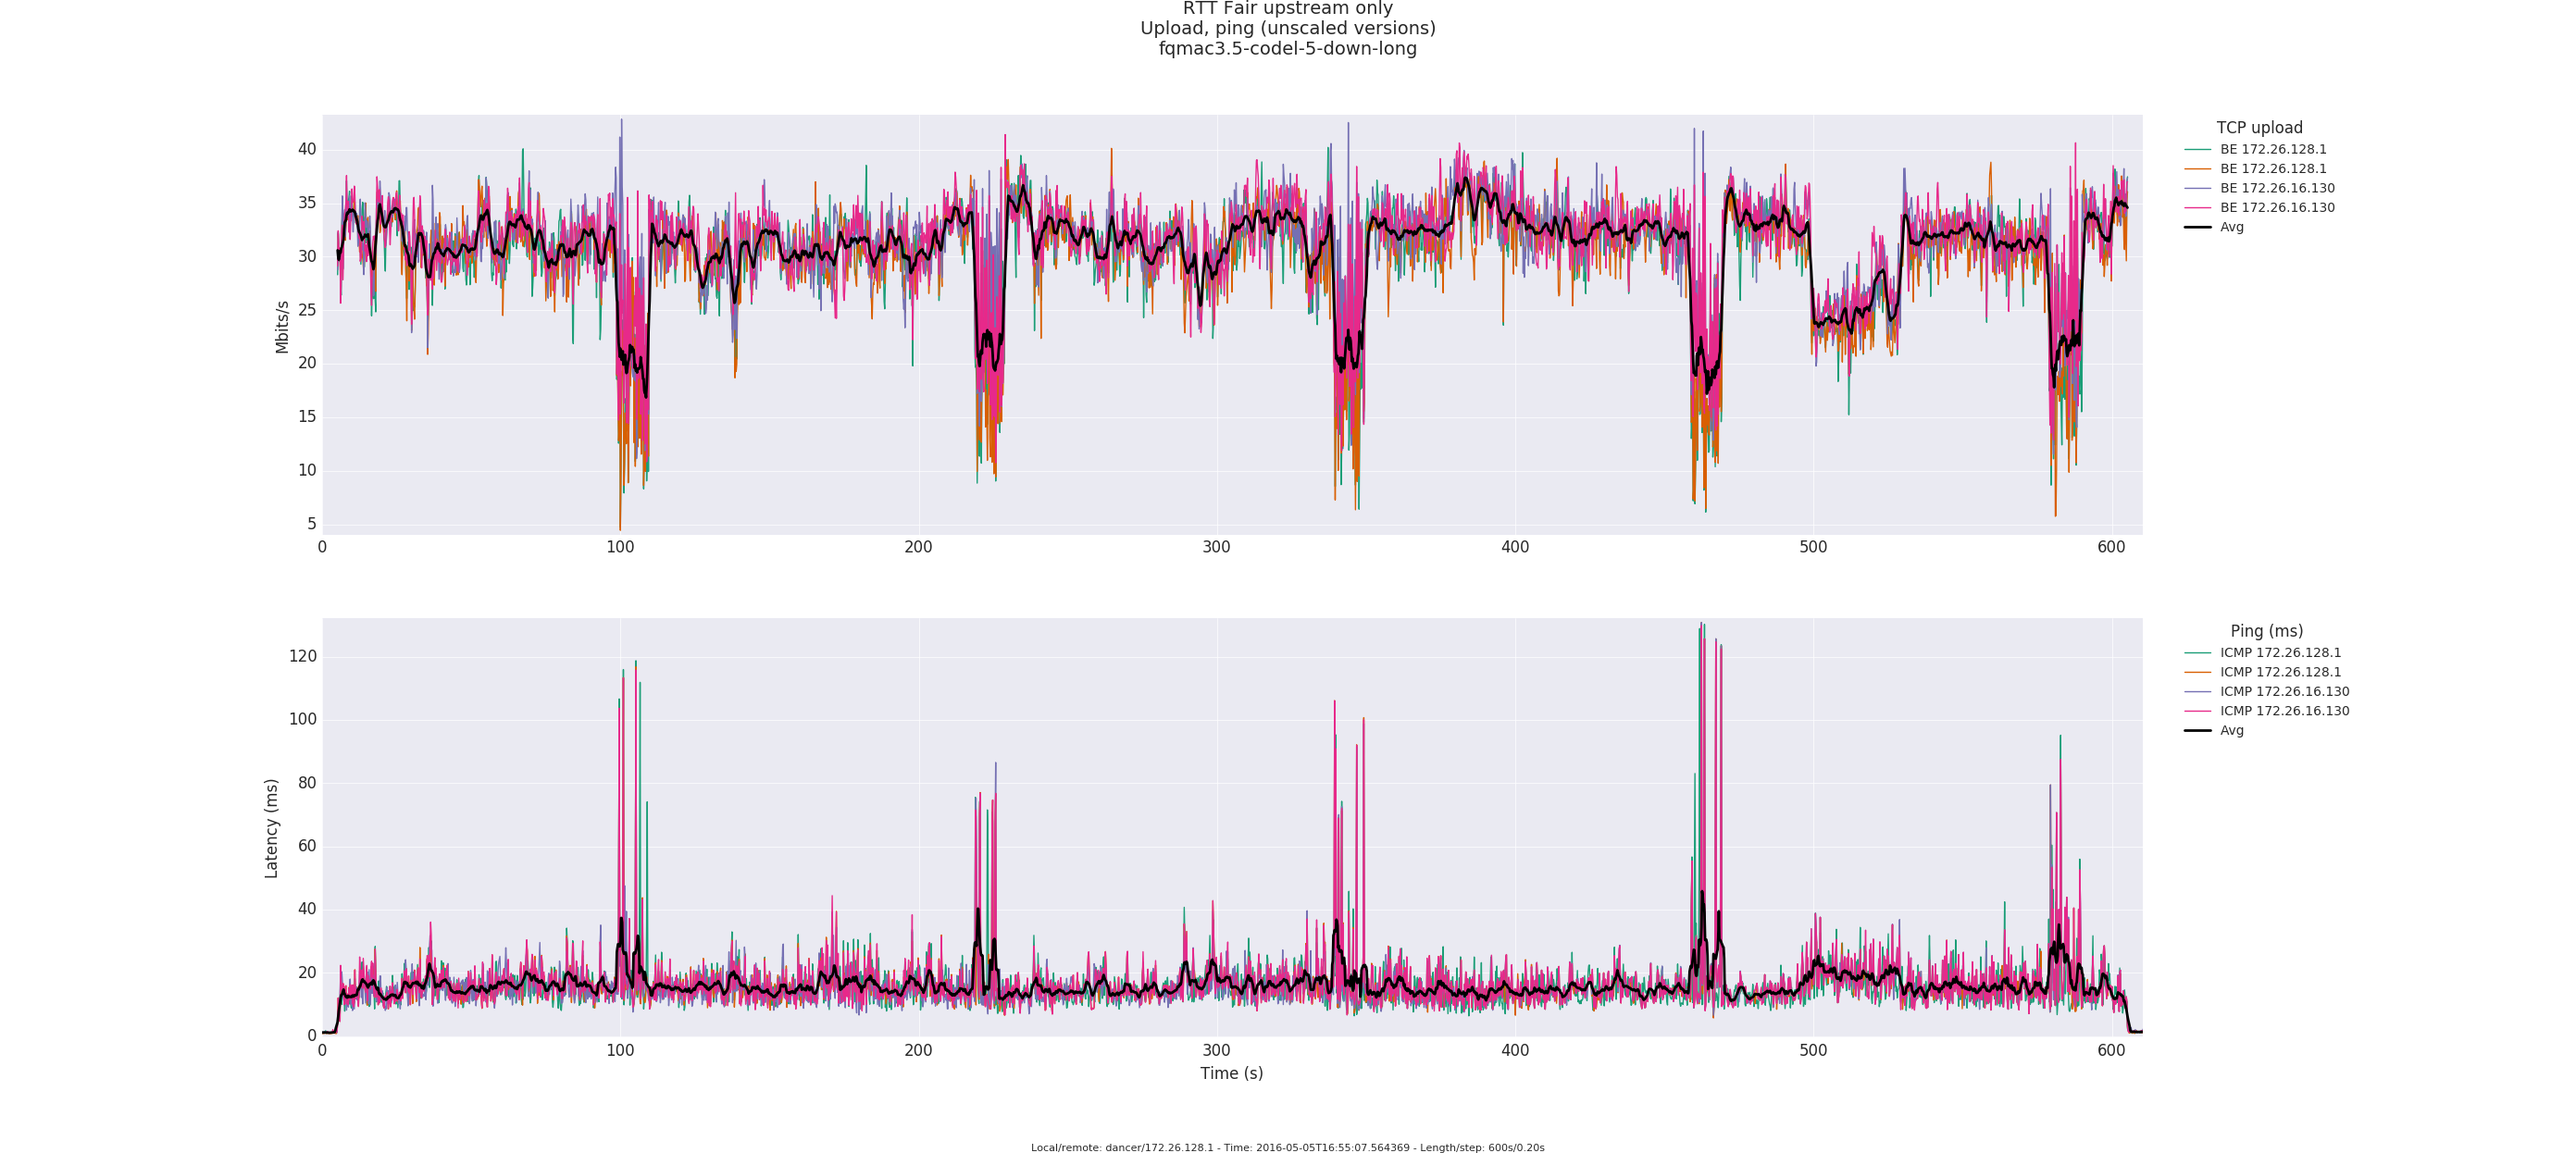 RTT Fair upstream only
Upload, ping (unscaled versions)
fqmac3.5-codel-5-down-long
Mbits/s
40
35
30
25
20
15
10
5
0 100 200 300 400 500 600
TCP upload
BE 172.26.128.1
BE 172.26.128.1
BE 172.26.16.130
BE 172.26.16.130
Avg
Latency (ms)
120
100
80
60
40
20
0
0 100 200 300 400 500 600
Time (s)
Ping (ms)
ICMP 172.26.128.1
ICMP 172.26.128.1
ICMP 172.26.16.130
ICMP 172.26.16.130
Avg
Local/remote: dancer/172.26.128.1 - Time: 2016-05-05T16:55:07.564369 - Length/step: 600s/0.20s